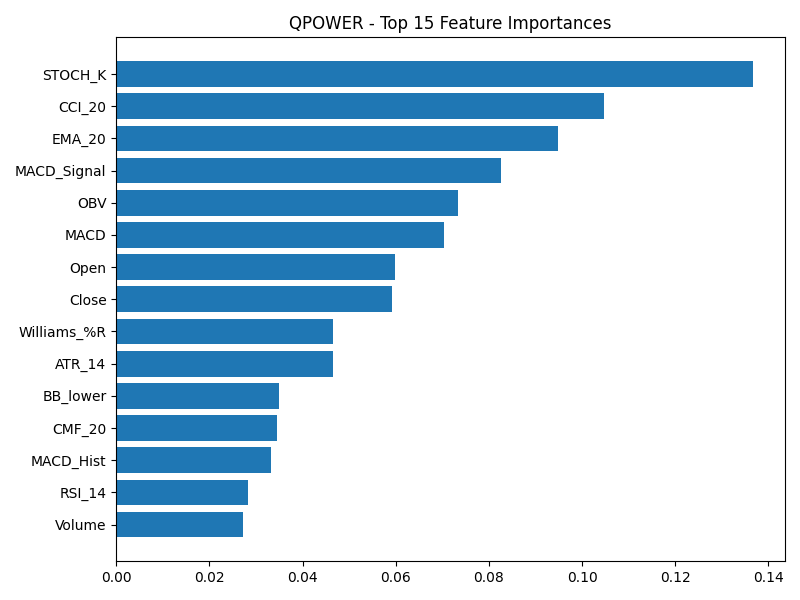 QPOWER - Top 15 Feature Importances
STOCH_K
CCI_20
EMA_20
MACD_Signal
OBV
MACD
Open
Close
Williams_%R
ATR_14
BB_lower
CMF_20
MACD_Hist
RSI_14
Volume
0.00 0.02 0.04 0.06 0.08 0.10 0.12 0.14